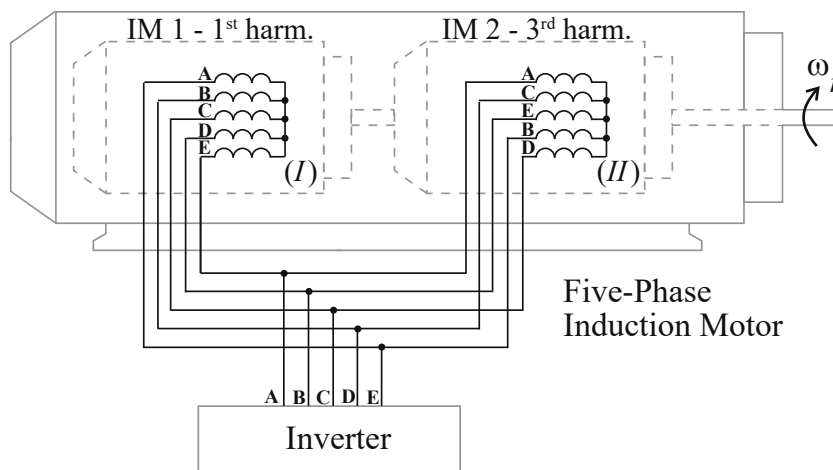 IM 1 - 1st harm.
IM 2 - 3rd harm.
A
B
C
D
E
(I)
A
C
E
B
D
(II)
Five-Phase
Induction Motor
A B C D E
Inverter